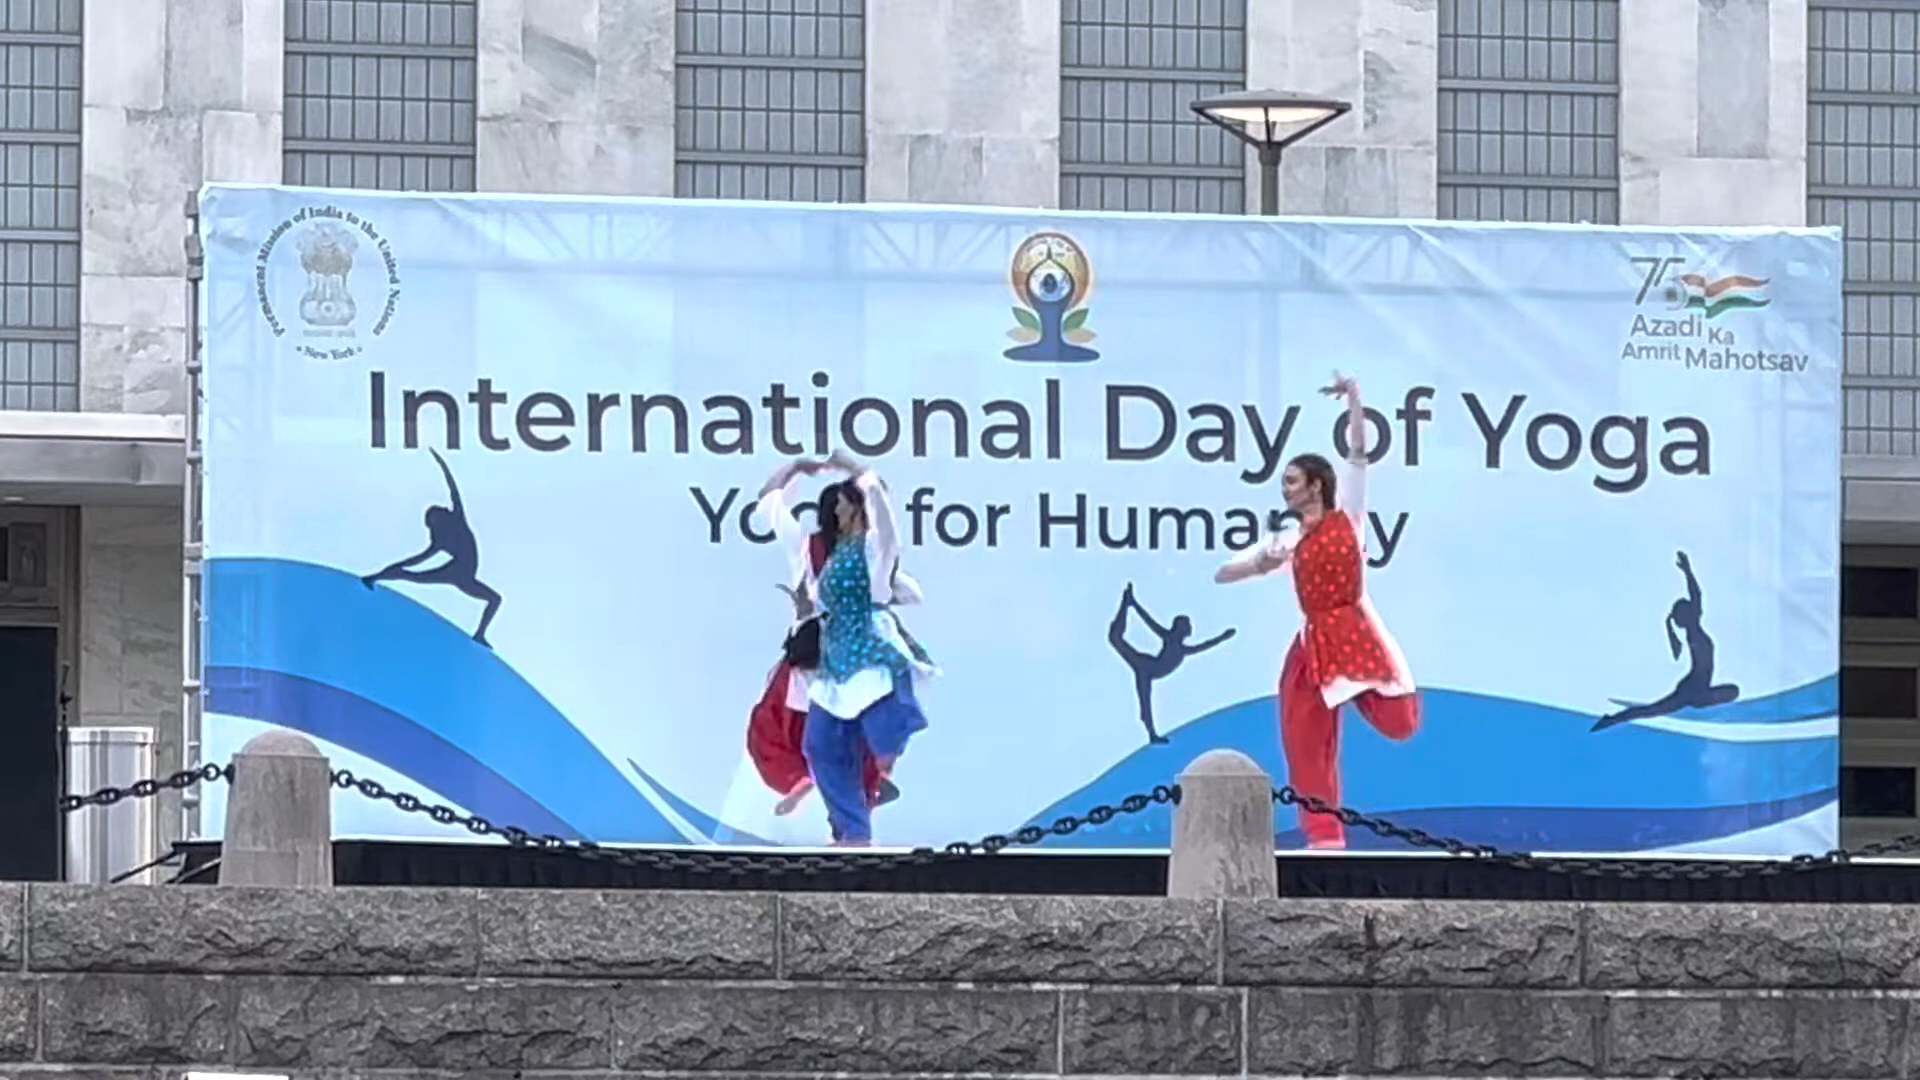 Permanent Mission of India to the United Nations
• New York •
75
Azadi Ka
Amrit Mahotsav
International Day of Yoga
for